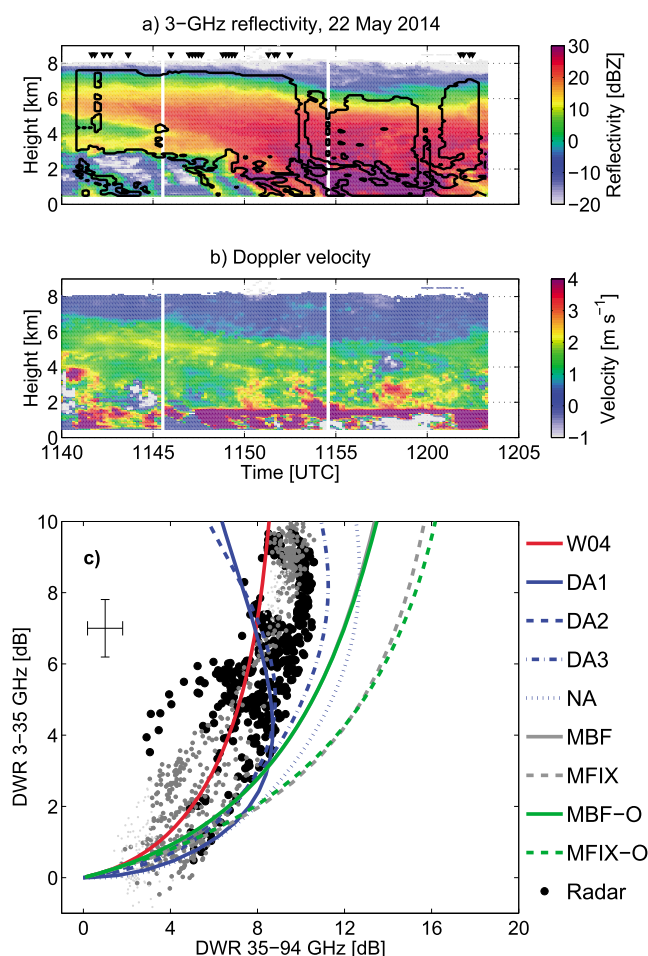 a) 3−GHz reflectivity, 22 May 2014
Height [km]
8
6
4
2
0
30
20
10
0
−10
−20
Reflectivity [dBZ]
b) Doppler velocity
Height [km]
8
6
4
2
0
1140
1145
1150
1155
1200
1205
Time [UTC]
4
3
2
1
0
−1
Velocity [m s⁻¹]
c)
DWR 3−35 GHz [dB]
10
8
6
4
2
0
0
4
8
12
16
20
DWR 35−94 GHz [dB]
W04
DA1
DA2
DA3
NA
MBF
MFIX
MBF−O
MFIX−O
Radar